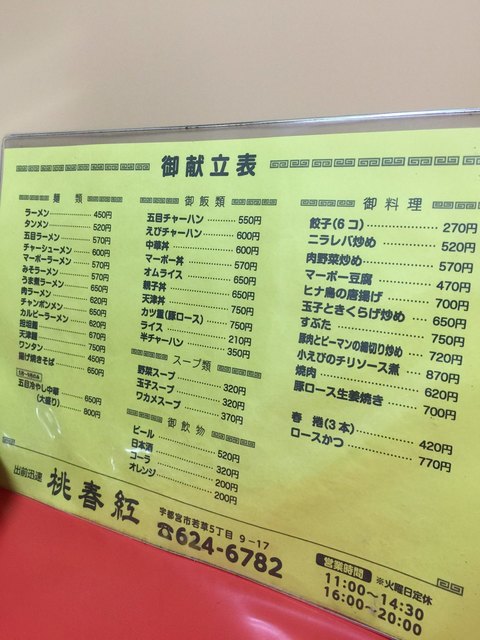 御献立表
麺類
ラーメン 450円
タンメン 520円
五目ラーメン 570円
チャーシューメン 600円
マーボーラーメン 570円
みそラーメン 570円
うま煮ラーメン 650円
肉ラーメン 620円
チャンポンメン 650円
カルビーラーメン 620円
担担麺 670円
天津麺 750円
ワンタン 450円
揚げ焼きそば 650円
五目冷やし中華 650円
(大盛り) 800円
御飯類
五目チャーハン 550円
えびチャーハン 600円
中華丼 600円
マーボー丼 570円
オムライス 650円
親子丼 650円
天津丼 750円
カツ重(豚ロース) 750円
ライス 210円
半チャーハン 350円
スープ類
野菜スープ 320円
玉子スープ 320円
ワカメスープ 370円
御飲物
ビール 520円
日本酒 320円
コーラ 200円
オレンジ 200円
御料理
餃子(6コ) 270円
ニラレバ炒め 520円
肉野菜炒め 570円
マーボー豆腐 470円
ヒナ鳥の唐揚げ 700円
玉子ときくらげ炒め 650円
すぶた 750円
豚肉とピーマンの細切り炒め 720円
小えびのチリソース煮 870円
焼肉 620円
豚ロース生姜焼き 700円
春捲(3本) 420円
ロースかつ 770円
出前迅速 桃春紅
宇都宮市若草5丁目 9-17
☎624-6782
営業時間 ※火曜日定休
11:00~14:30
16:00~20:00